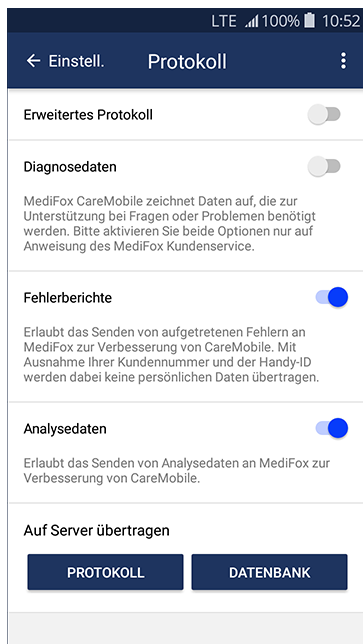 LTE 100% 10:52
Einstell. Protokoll
Erweitertes Protokoll
Diagnosedaten
MediFox CareMobile zeichnet Daten auf, die zur
Unterstützung bei Fragen oder Problemen benötigt
werden. Bitte aktivieren Sie beide Optionen nur auf
Anweisung des MediFox Kundenservice.
Fehlerberichte
Erlaubt das Senden von aufgetretenen Fehlern an
MediFox zur Verbesserung von CareMobile. Mit
Ausnahme Ihrer Kundennummer und der Handy-ID
werden dabei keine persönlichen Daten übertragen.
Analysedaten
Erlaubt das Senden von Analysedaten an MediFox zur
Verbesserung von CareMobile.
Auf Server übertragen
PROTOKOLL DATENBANK